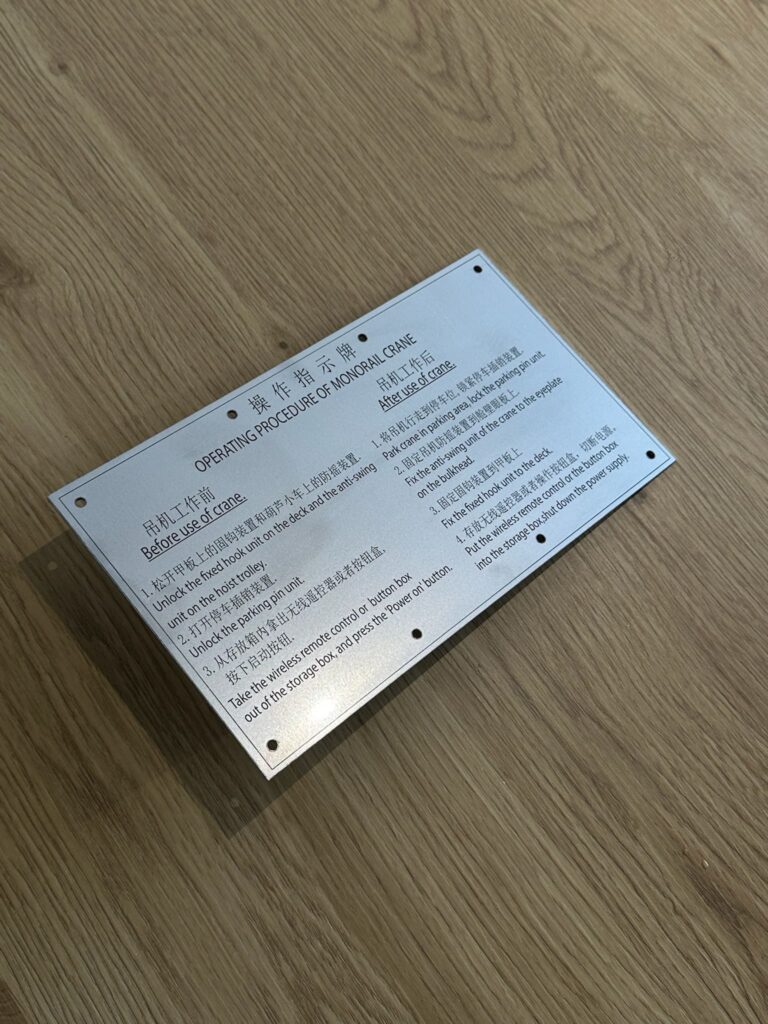 操作指示牌
OPERATING PROCEDURE OF MONORAIL CRANE
吊机工作前
Before use of crane.
1. 松开甲板上的固钩装置和葫芦小车上的防摇装置.
Unlock the fixed hook unit on the deck and the anti-swing
unit on the hoist trolley.
2. 打开停车插销装置.
Unlock the parking pin unit.
3. 从存放箱内拿出无线遥控器或者按钮盒,
按下启动按钮.
Take the wireless remote control or button box
out of the storage box, and press the 'Power on' button.
吊机工作后
After use of crane.
1. 将吊机行走到停车位, 锁紧停车插销装置.
Park crane in parking area, lock the parking pin unit.
2. 固定吊机防摇装置到舱壁眼板上.
Fix the anti-swing unit of the crane to the eyeplate
on the bulkhead.
3. 固定固钩装置到甲板上
Fix the fixed hook unit to the deck.
4. 存放无线遥控器或者操作按钮盒, 切断电源。
Put the wireless remote control or the button box
into the storage box,shut down the power supply.